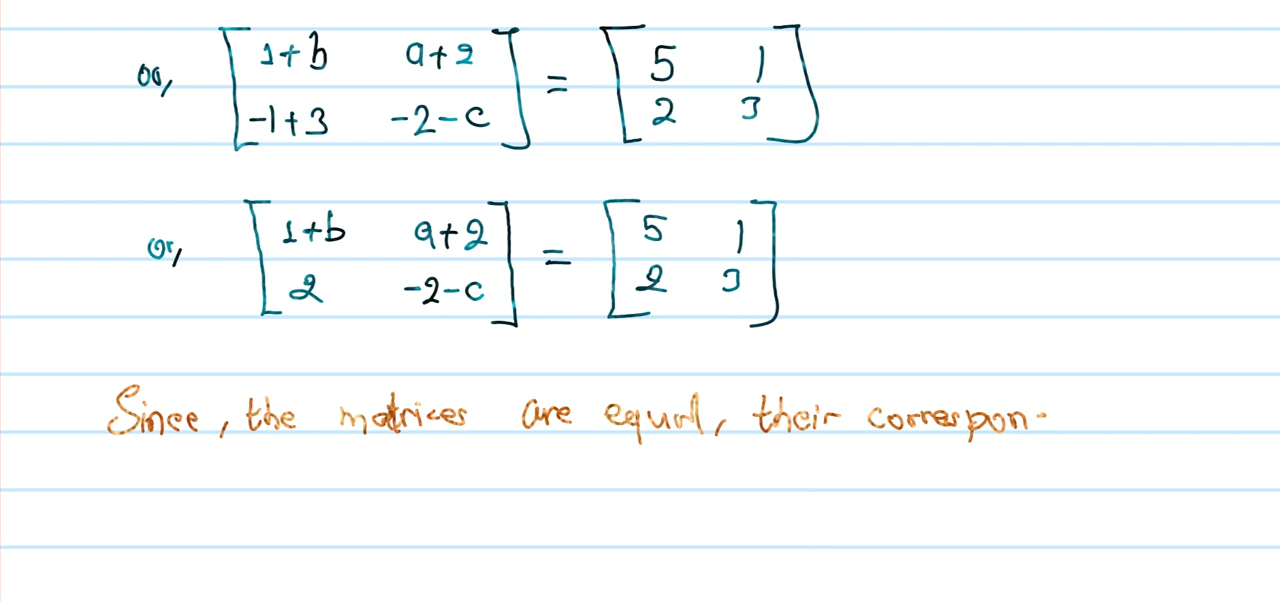 or, [ 1+b a+2 ] = [ 5 1 ]
[ -1+3 -2-c ] [ 2 3 ]
or, [ 1+b a+2 ] = [ 5 1 ]
[ 2 -2-c ] [ 2 3 ]
Since, the matrices are equal, their correspon-